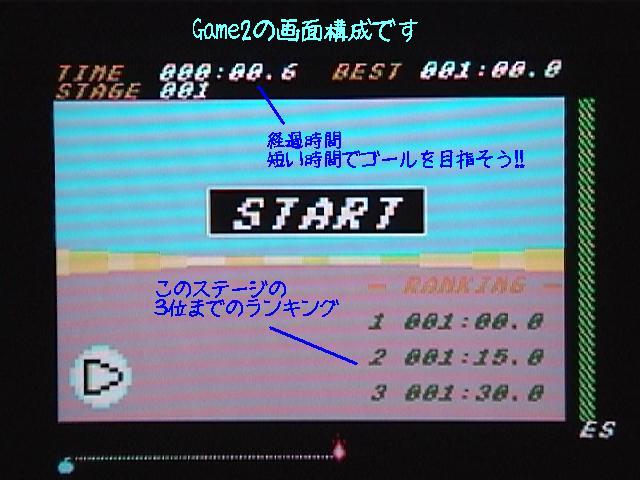 Game2の画面構成です
TIME 000:00.6 BEST 001:00.0
STAGE 001
経過時間
短い時間でゴールを目指そう!!
START
このステージの
3位までのランキング
- RANKING -
1 001:00.0
2 001:15.0
3 001:30.0
ES